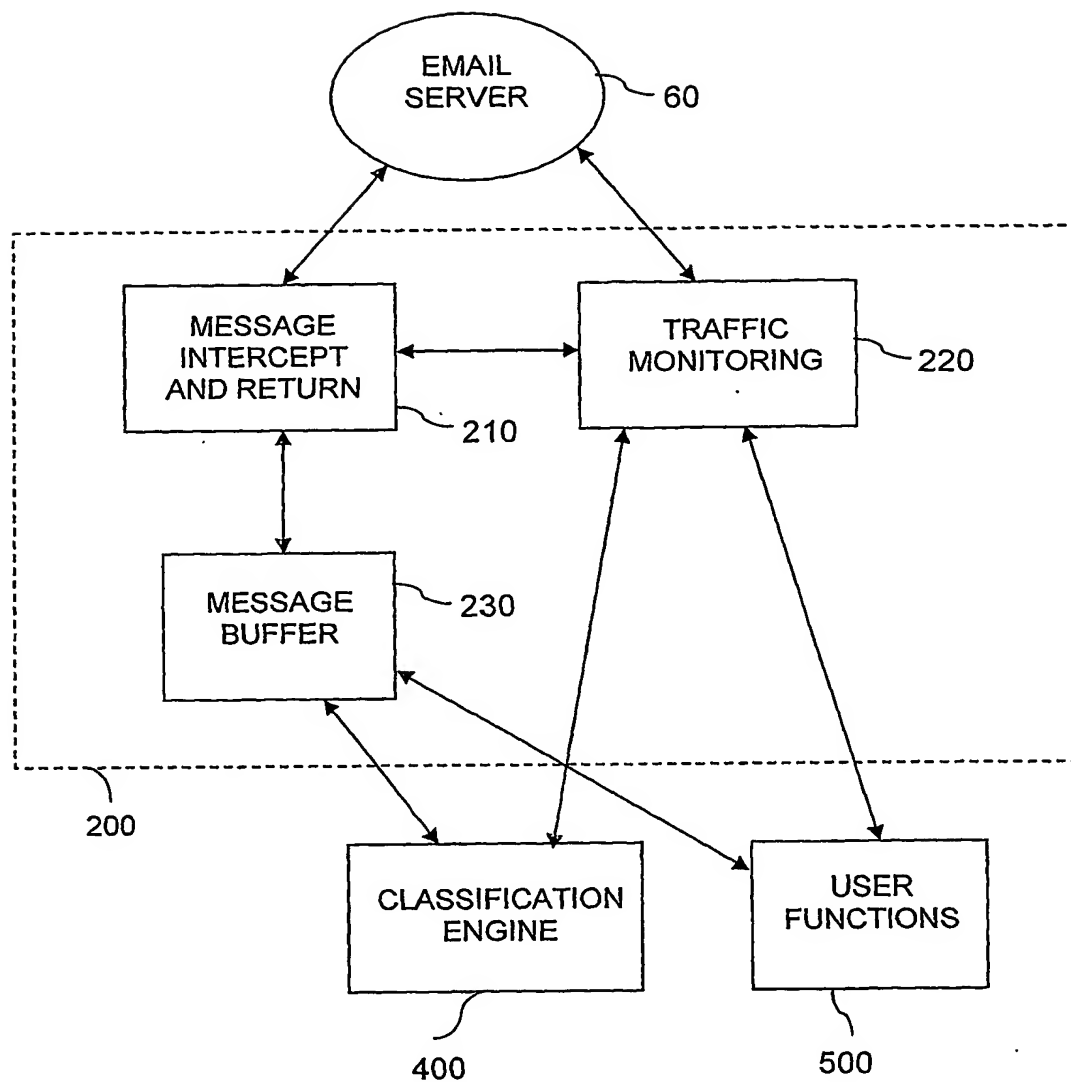 EMAIL
SERVER
60
MESSAGE
INTERCEPT
AND RETURN
210
TRAFFIC
MONITORING
220
MESSAGE
BUFFER
230
200
CLASSIFICATION
ENGINE
400
USER
FUNCTIONS
500